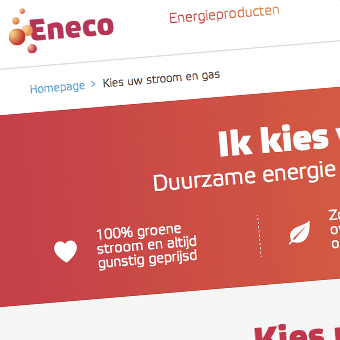 Eneco
Energieproducten
Homepage > Kies uw stroom en gas
Ik kies
Duurzame energie
100% groene
stroom en altijd
gunstig geprijsd
Kies